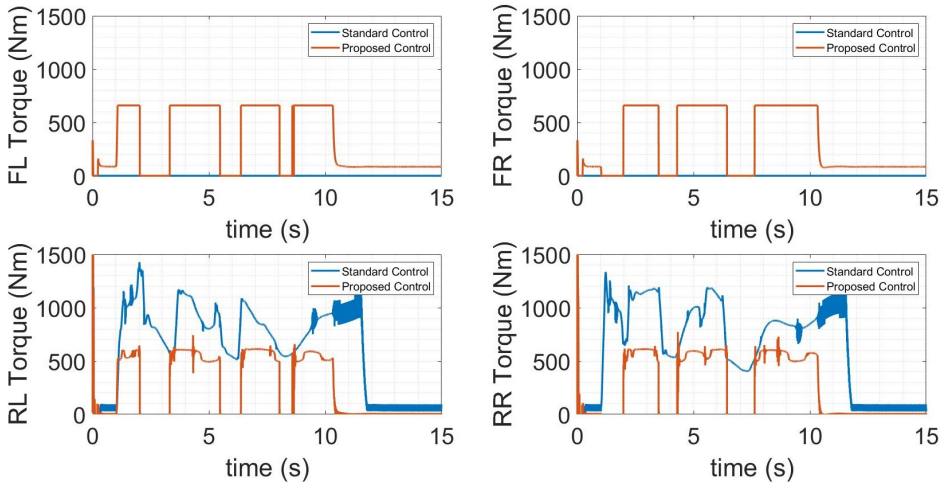 FL Torque (Nm)
1500
1000
500
0
Standard Control
Proposed Control
0
5
10
15
time (s)
FR Torque (Nm)
1500
1000
500
0
Standard Control
Proposed Control
0
5
10
15
time (s)
RL Torque (Nm)
1500
1000
500
0
Standard Control
Proposed Control
0
5
10
15
time (s)
RR Torque (Nm)
1500
1000
500
0
Standard Control
Proposed Control
0
5
10
15
time (s)